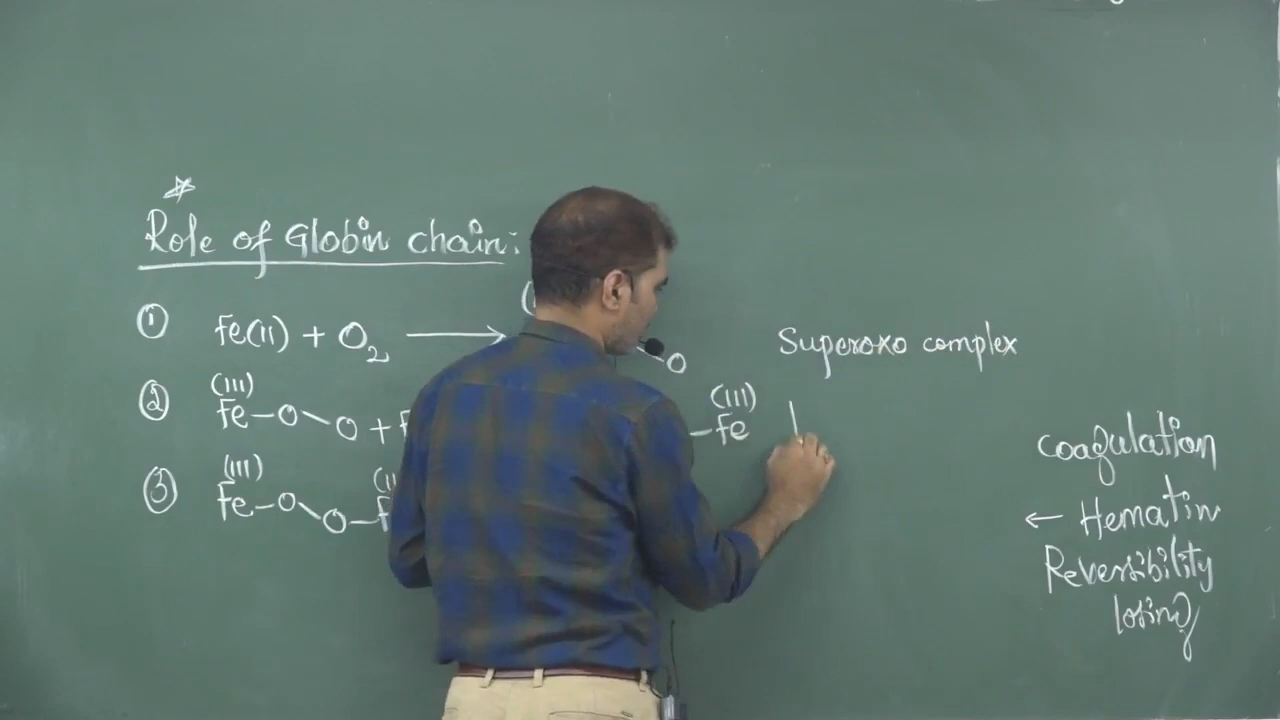 Role of Globin chain:
① Fe(II) + O2 → O Superoxo complex
② (III) Fe-O-O + (III) -Fe
③ (III) Fe-O-O-
Coagulation
← Hematin
Reversibility
losing